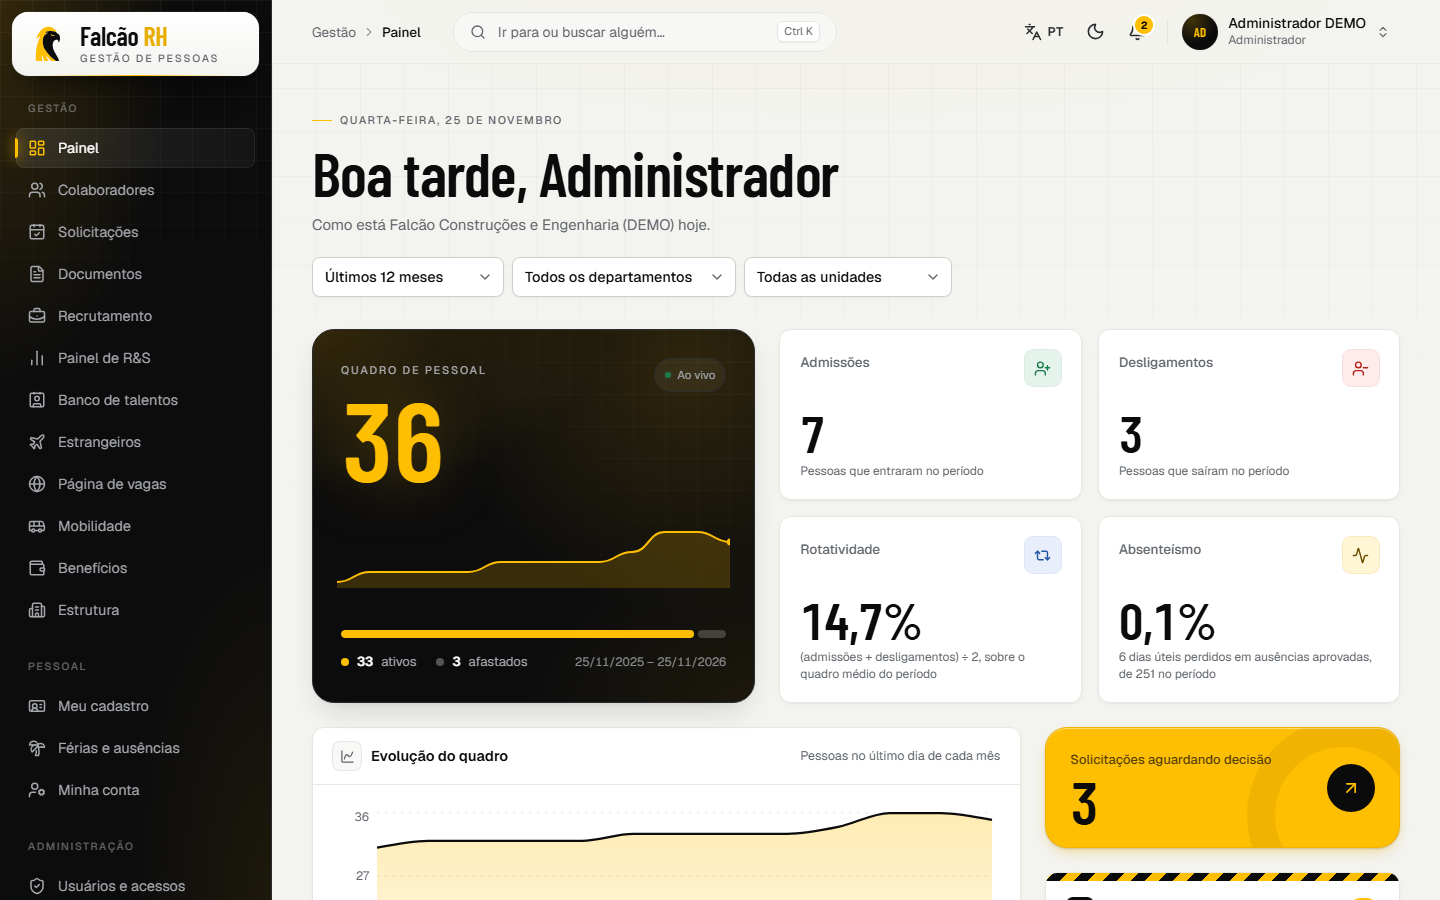 Falcão RH
GESTÃO DE PESSOAS
GESTÃO
Painel
Colaboradores
Solicitações
Documentos
Recrutamento
Painel de R&S
Banco de talentos
Estrangeiros
Página de vagas
Mobilidade
Benefícios
Estrutura
PESSOAL
Meu cadastro
Férias e ausências
Minha conta
ADMINISTRAÇÃO
Usuários e acessos
Gestão > Painel
Ir para ou buscar alguém...
Ctrl K
PT
2
AD
Administrador DEMO
Administrador
QUARTA-FEIRA, 25 DE NOVEMBRO
Boa tarde, Administrador
Como está Falcão Construções e Engenharia (DEMO) hoje.
Últimos 12 meses
Todos os departamentos
Todas as unidades
QUADRO DE PESSOAL
Ao vivo
36
33 ativos
3 afastados
25/11/2025 – 25/11/2026
Admissões
7
Pessoas que entraram no período
Desligamentos
3
Pessoas que saíram no período
Rotatividade
14,7%
(admissões + desligamentos) ÷ 2, sobre o
quadro médio do período
Absenteísmo
0,1%
6 dias úteis perdidos em ausências aprovadas,
de 251 no período
Evolução do quadro
Pessoas no último dia de cada mês
36
27
Solicitações aguardando decisão
3